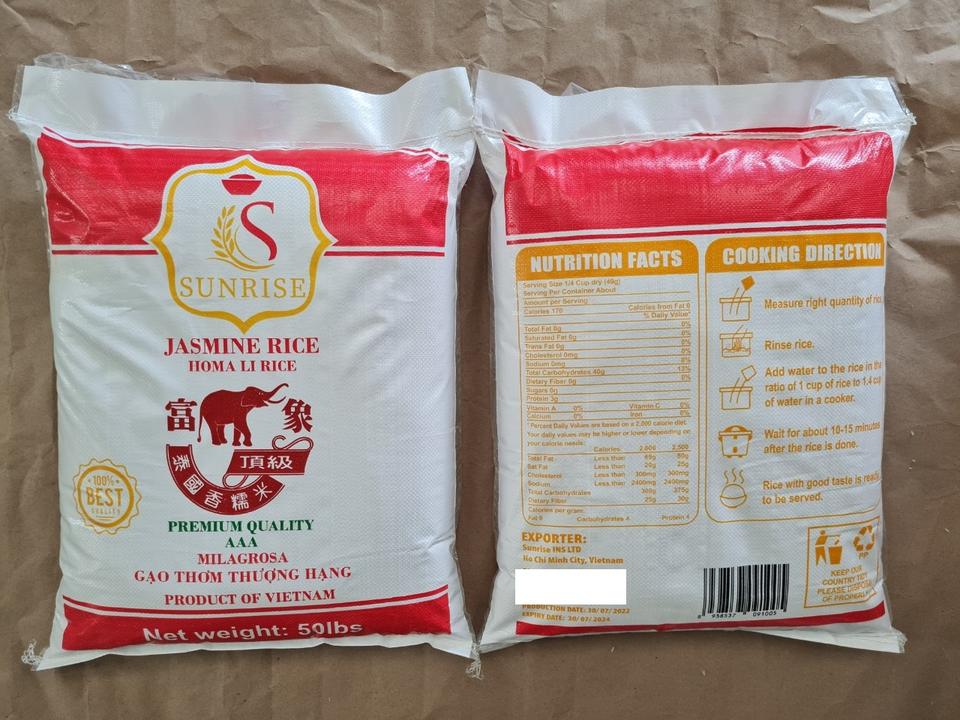 S
SUNRISE
JASMINE RICE
HOMA LI RICE
富 象
頂級
泰國香糯米
100%
BEST
QUALITY
PREMIUM QUALITY
AAA
MILAGROSA
GẠO THƠM THƯỢNG HẠNG
PRODUCT OF VIETNAM
Net weight: 50lbs
NUTRITION FACTS
Serving Size 1/4 Cup dry (49g)
Serving Per Container About
Amount per Serving
Calories 170 Calories from Fat 0
% Daily Value*
Total Fat 0g 0%
Saturated Fat 0g 0%
Trans Fat 0g 0%
Cholesterol 0mg 0%
Sodium 0mg 0%
Total Carbohydrates 40g 13%
Dietary Fiber 0g 0%
Sugars 0g
Protein 3g
Vitamin A 0% Vitamin C 0%
Calcium 0% Iron 0%
* Percent Daily Values are based on a 2,000 calorie diet.
Your daily values may be higher or lower depending on
your calorie needs:
Calories 2,000 2,500
Total Fat Less than 65g 80g
Sat Fat Less than 20g 25g
Cholesterol Less than 300mg 300mg
Sodium Less than 2400mg 2400mg
Total Carbohydrates 300g 375g
Dietary Fiber 25g 30g
Calories per gram:
Fat 9 Carbohydrates 4 Protein 4
COOKING DIRECTION
Measure right quantity of rice
Rinse rice.
Add water to the rice in the
ratio of 1 cup of rice to 1.4 cup
of water in a cooker.
Wait for about 10-15 minutes
after the rice is done.
Rice with good taste is ready
to be served.
EXPORTER:
Sunrise INS LTD
Ho Chi Minh City, Vietnam
PRODUCTION DATE: 30/07/2022
EXPIRY DATE: 30/07/2024
8 938537 091005
PP
KEEP OUR
COUNTRY TIDY
PLEASE DISPOSE
OF PROPERLY